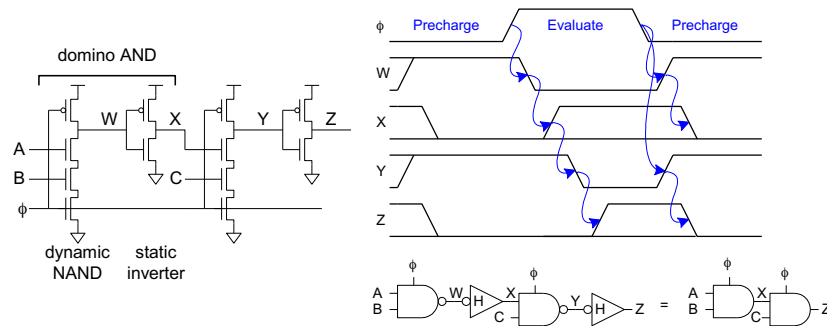 domino AND
W
X
Y
Z
A
B
C
ϕ
dynamic NAND
static inverter
ϕ
Precharge
Evaluate
Precharge
W
X
Y
Z
ϕ
ϕ
A
B
W
H
X
C
Y
H
Z
=
ϕ
ϕ
A
B
X
C
Z